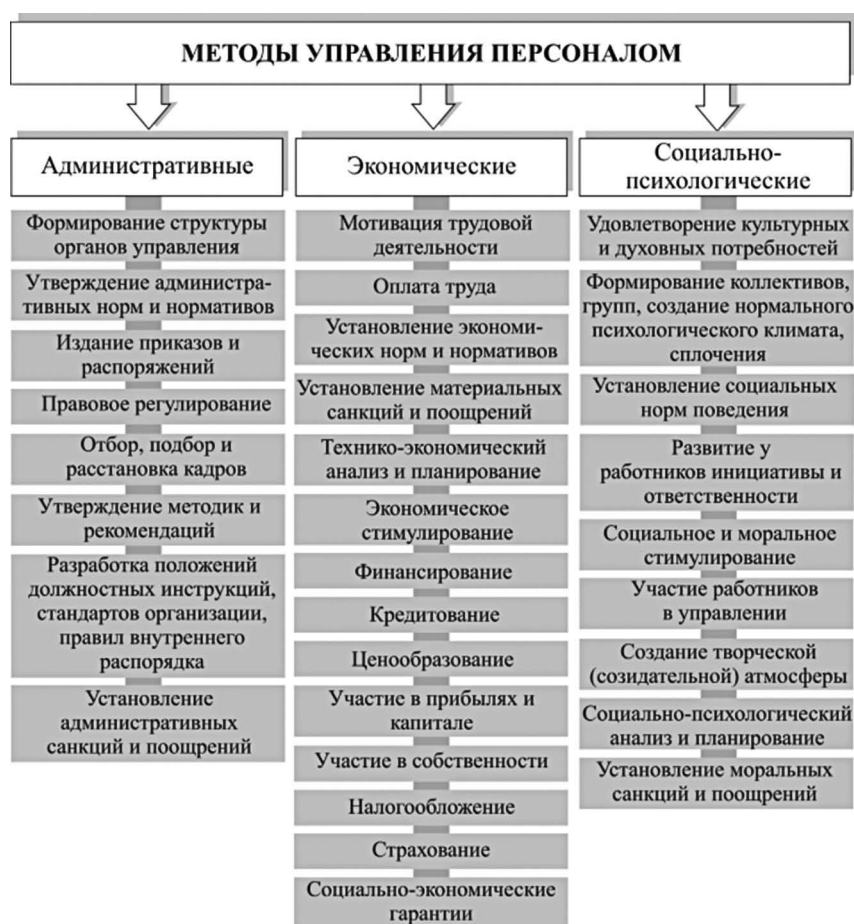 МЕТОДЫ УПРАВЛЕНИЯ ПЕРСОНАЛОМ
Административные
Формирование структуры
органов управления
Утверждение администра-
тивных норм и нормативов
Издание приказов и
распоряжений
Правовое регулирование
Отбор, подбор и
расстановка кадров
Утверждение методик и
рекомендаций
Разработка положений
должностных инструкций,
стандартов организации,
правил внутреннего
распорядка
Установление
административных
санкций и поощрений
Экономические
Мотивация трудовой
деятельности
Оплата труда
Установление экономи-
ческих норм и нормативов
Установление материальных
санкций и поощрений
Технико-экономический
анализ и планирование
Экономическое
стимулирование
Финансирование
Кредитование
Ценообразование
Участие в прибылях и
капитале
Участие в собственности
Налогообложение
Страхование
Социально-экономические
гарантии
Социально-
психологические
Удовлетворение культурных
и духовных потребностей
Формирование коллективов,
групп, создание нормального
психологического климата,
сплочения
Установление социальных
норм поведения
Развитие у
работников инициативы и
ответственности
Социальное и моральное
стимулирование
Участие работников
в управлении
Создание творческой
(созидательной) атмосферы
Социально-психологический
анализ и планирование
Установление моральных
санкций и поощрений